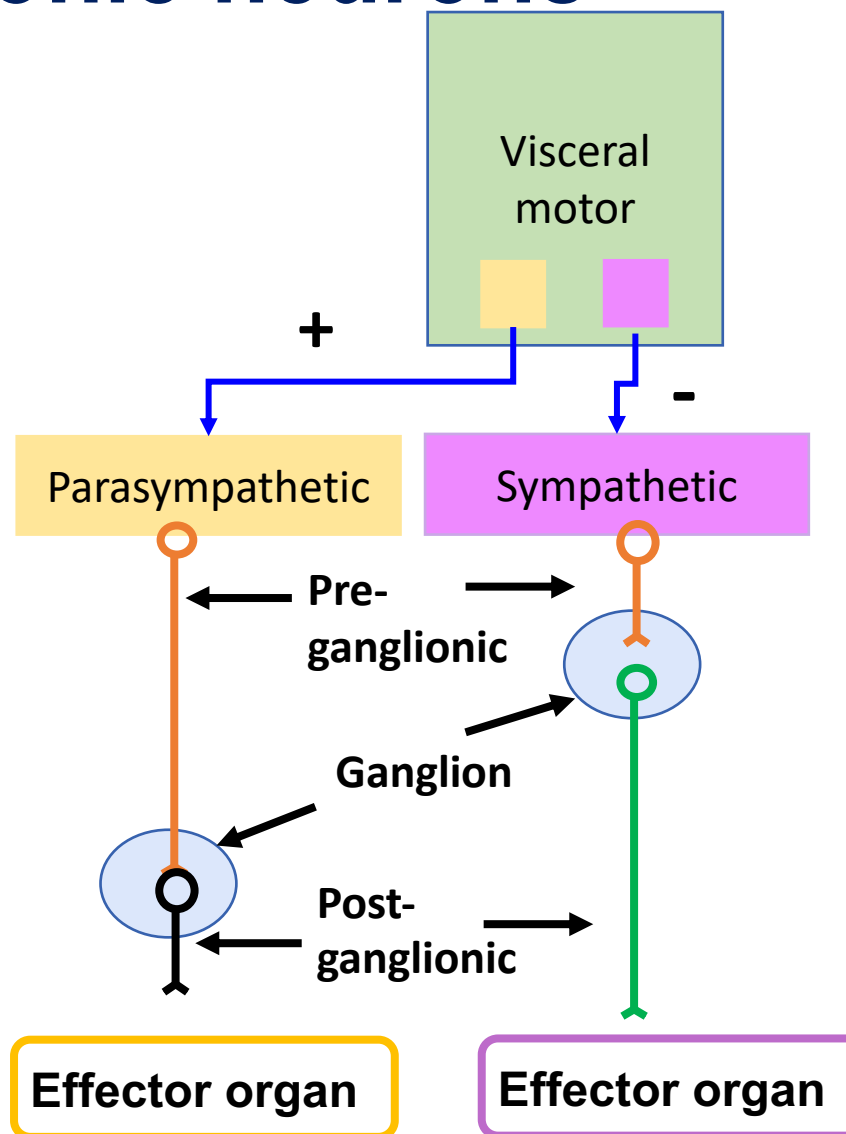 Visceral
motor
+
-
Parasympathetic
Sympathetic
Pre-
ganglionic
Ganglion
Post-
ganglionic
Effector organ
Effector organ